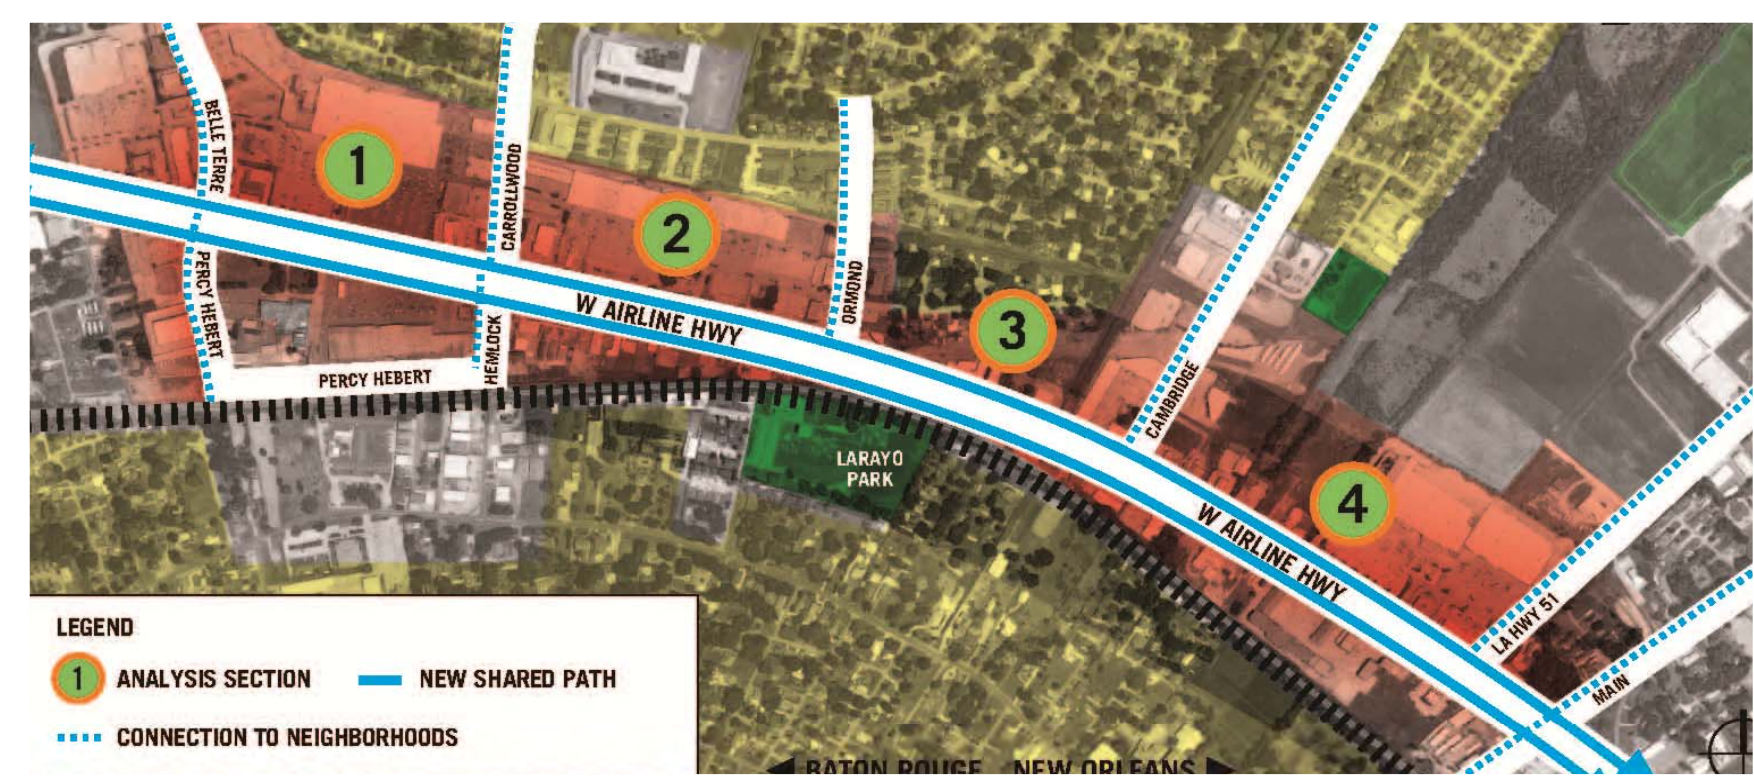 BELLE TERRE
1
CARROLLWOOD
2
PERCY HEBERT
ORMOND
W AIRLINE HWY
3
HEMLOCK
PERCY HEBERT
CAMBRIDGE
LARAYO
PARK
4
W AIRLINE HWY
LA HWY 51
MAIN
LEGEND
1 ANALYSIS SECTION NEW SHARED PATH
CONNECTION TO NEIGHBORHOODS
BATON ROUGE NEW ORLEANS